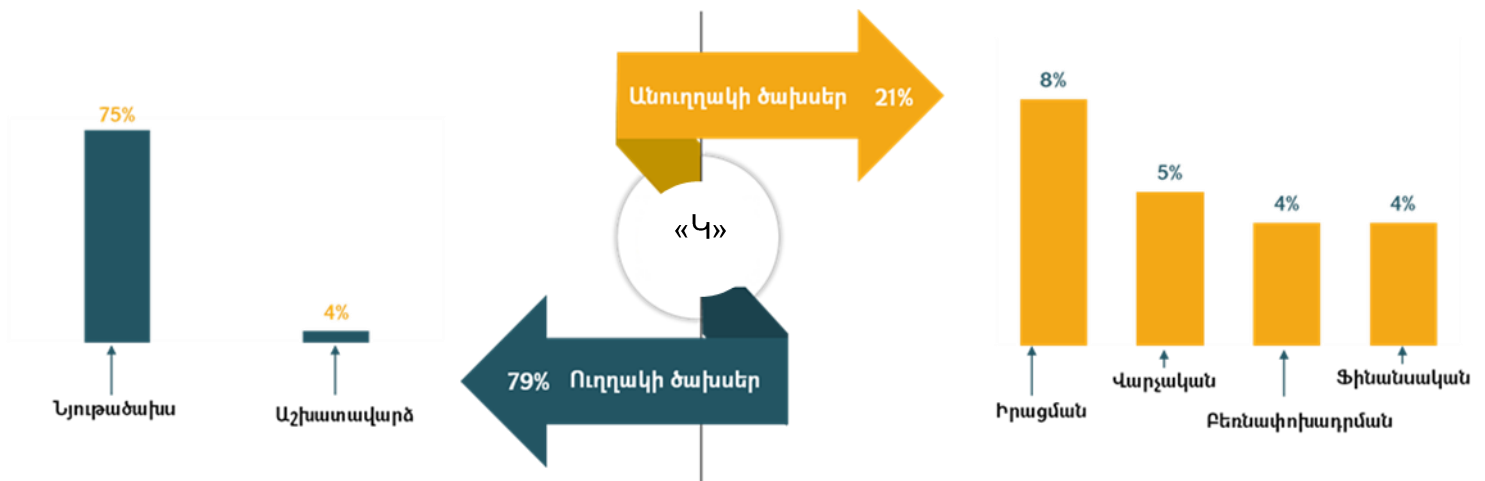 75%
4%
Նյութածախս
Աշխատավարձ
Անուղղակի ծախսեր 21%
«Կ»
79% Ուղղակի ծախսեր
8%
5%
4%
4%
Իրացման
Վարչական
Բեռնափոխադրման
Ֆինանսական